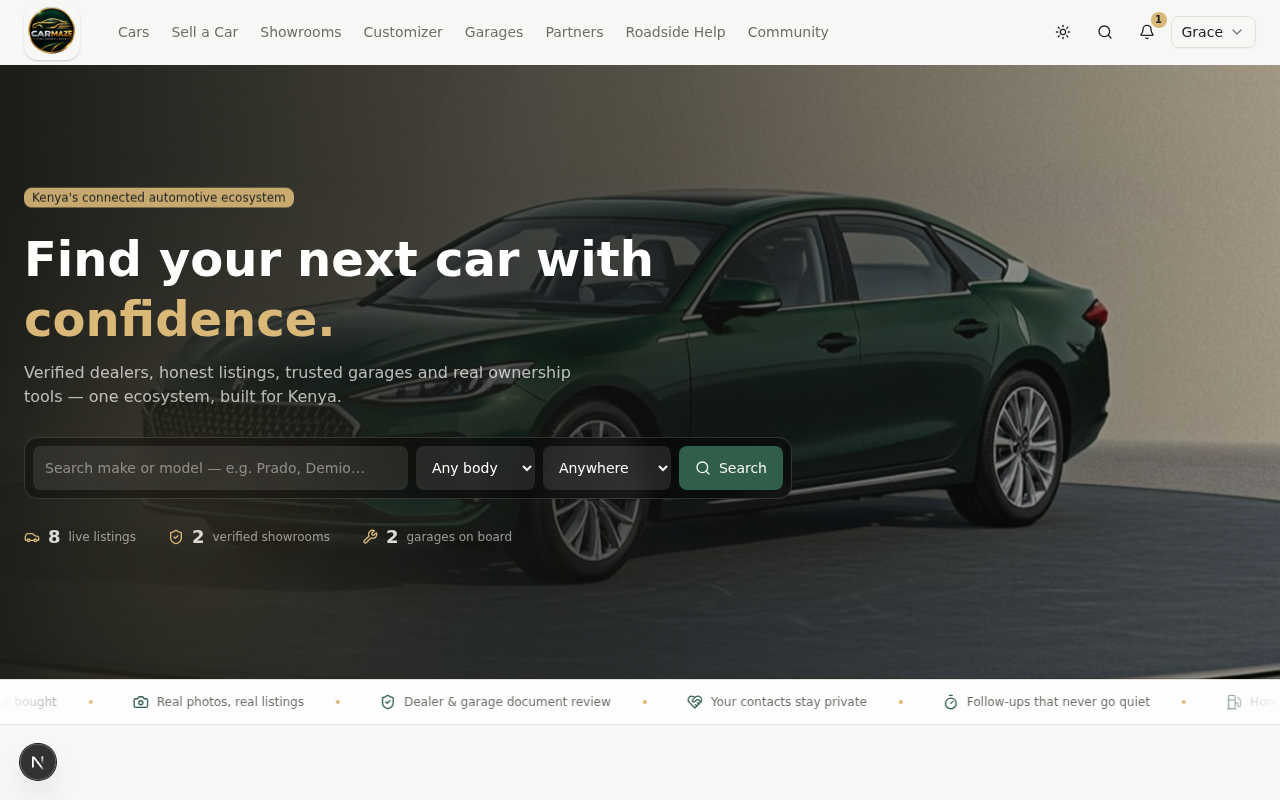 CARMAZE
Cars
Sell a Car
Showrooms
Customizer
Garages
Partners
Roadside Help
Community
1
Grace
Kenya's connected automotive ecosystem
Find your next car with
confidence.
Verified dealers, honest listings, trusted garages and real ownership
tools — one ecosystem, built for Kenya.
Search make or model — e.g. Prado, Demio…
Any body
Anywhere
Search
8 live listings
2 verified showrooms
2 garages on board
bought
Real photos, real listings
Dealer & garage document review
Your contacts stay private
Follow-ups that never go quiet
N